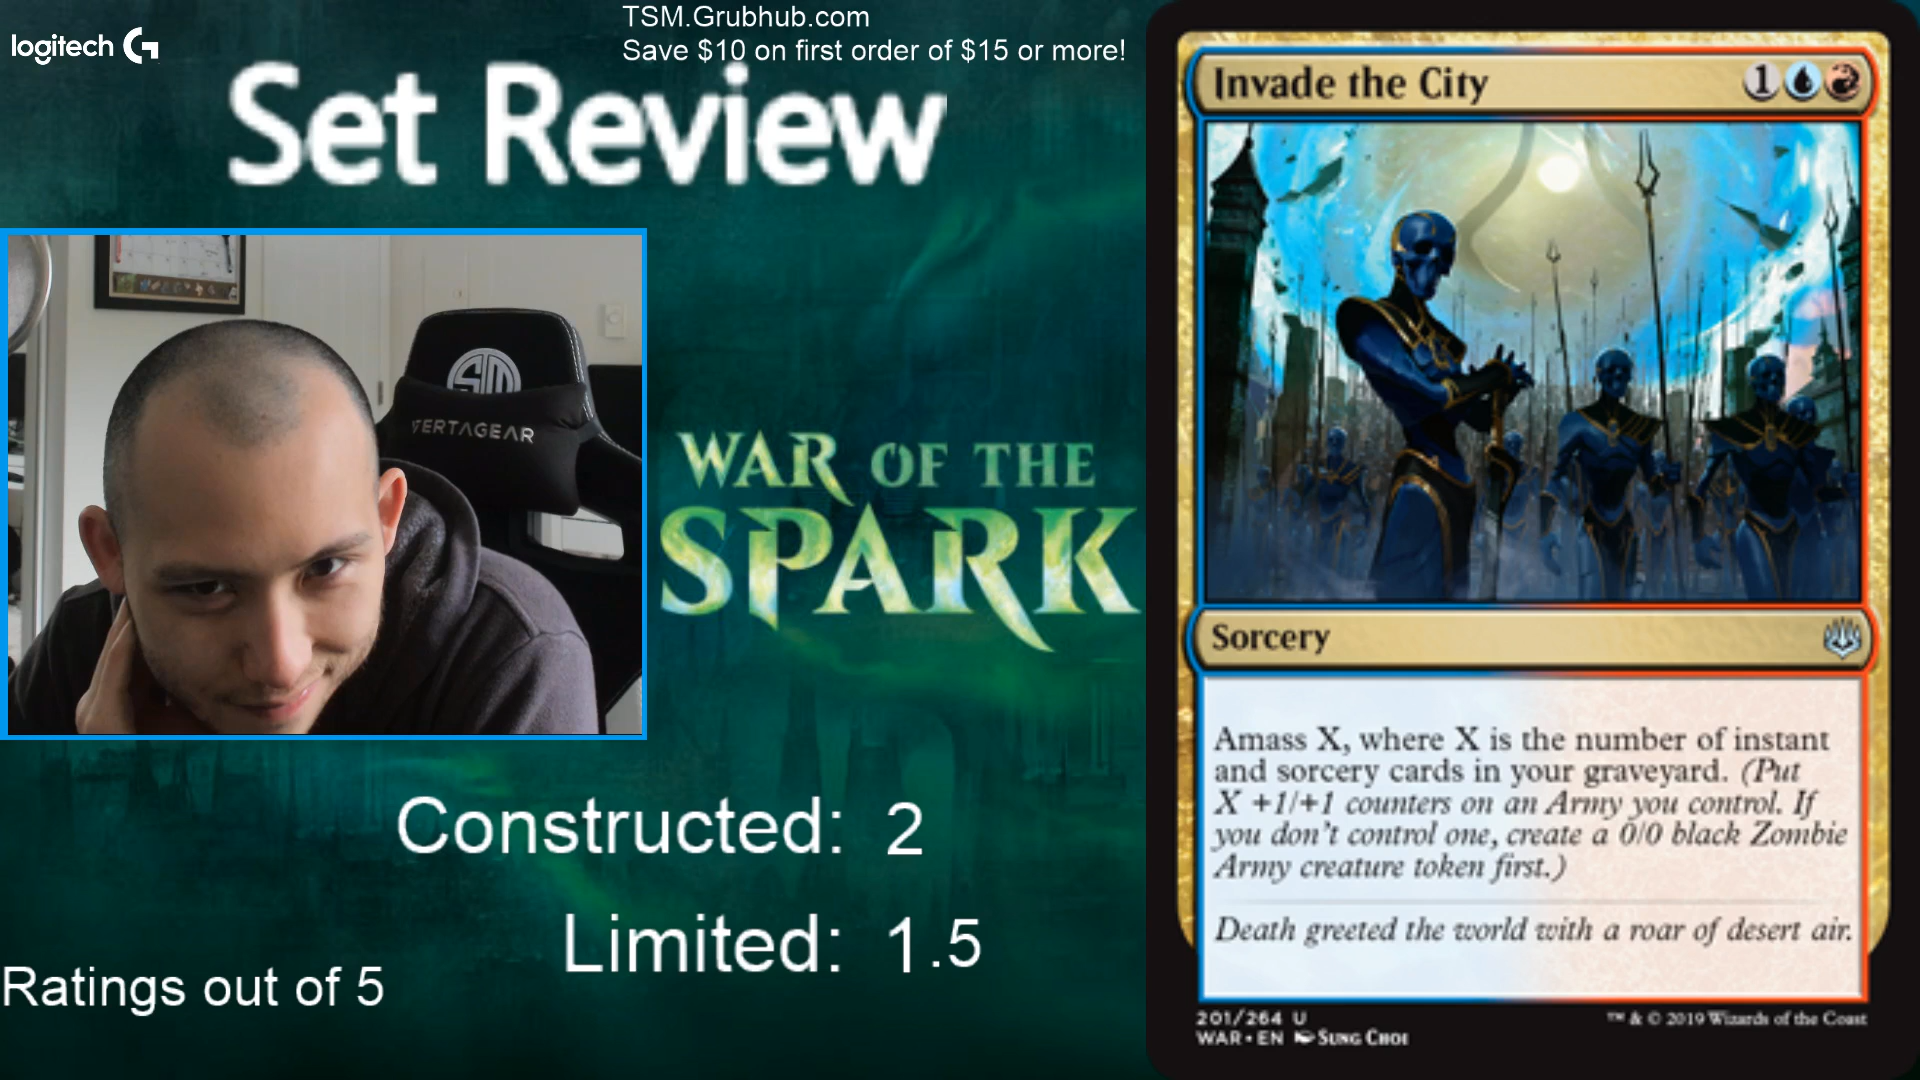 logitech G
TSM.Grubhub.com
Save $10 on first order of $15 or more!
Set Review
VERTAGEAR
WAR OF THE
SPARK
Constructed: 2
Limited: 1.5
Ratings out of 5
Invade the City
1
Sorcery
Amass X, where X is the number of instant
and sorcery cards in your graveyard. (Put
X +1/+1 counters on an Army you control. If
you don't control one, create a 0/0 black Zombie
Army creature token first.)
Death greeted the world with a roar of desert air.
201/264 U
WAR • EN Sung Choi
™ & © 2019 Wizards of the Coast